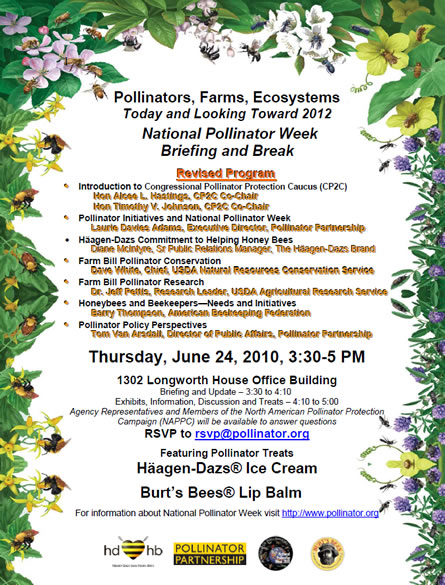 Pollinators, Farms, Ecosystems
Today and Looking Toward 2012
National Pollinator Week
Briefing and Break
Revised Program
• Introduction to Congressional Pollinator Protection Caucus (CP2C)
Hon Alcee L. Hastings, CP2C Co-Chair
Hon Timothy V. Johnson, CP2C Co-Chair
• Pollinator Initiatives and National Pollinator Week
Laurie Davies Adams, Executive Director, Pollinator Partnership
• Häagen-Dazs Commitment to Helping Honey Bees
Diane McIntyre, Sr Public Relations Manager, The Häagen-Dazs Brand
• Farm Bill Pollinator Conservation
Dave White, Chief, USDA Natural Resources Conservation Service
• Farm Bill Pollinator Research
Dr. Jeff Pettis, Research Leader, USDA Agricultural Research Service
• Honeybees and Beekeepers—Needs and Initiatives
Barry Thompson, American Beekeeping Federation
• Pollinator Policy Perspectives
Tom Van Arsdall, Director of Public Affairs, Pollinator Partnership
Thursday, June 24, 2010, 3:30-5 PM
1302 Longworth House Office Building
Briefing and Update – 3:30 to 4:10
Exhibits, Information, Discussion and Treats – 4:10 to 5:00
Agency Representatives and Members of the North American Pollinator Protection
Campaign (NAPPC) will be available to answer questions
RSVP to rsvp@pollinator.org
Featuring Pollinator Treats
Häagen-Dazs® Ice Cream
Burt's Bees® Lip Balm
For information about National Pollinator Week visit http://www.pollinator.org
hd hb
POLLINATOR
PARTNERSHIP